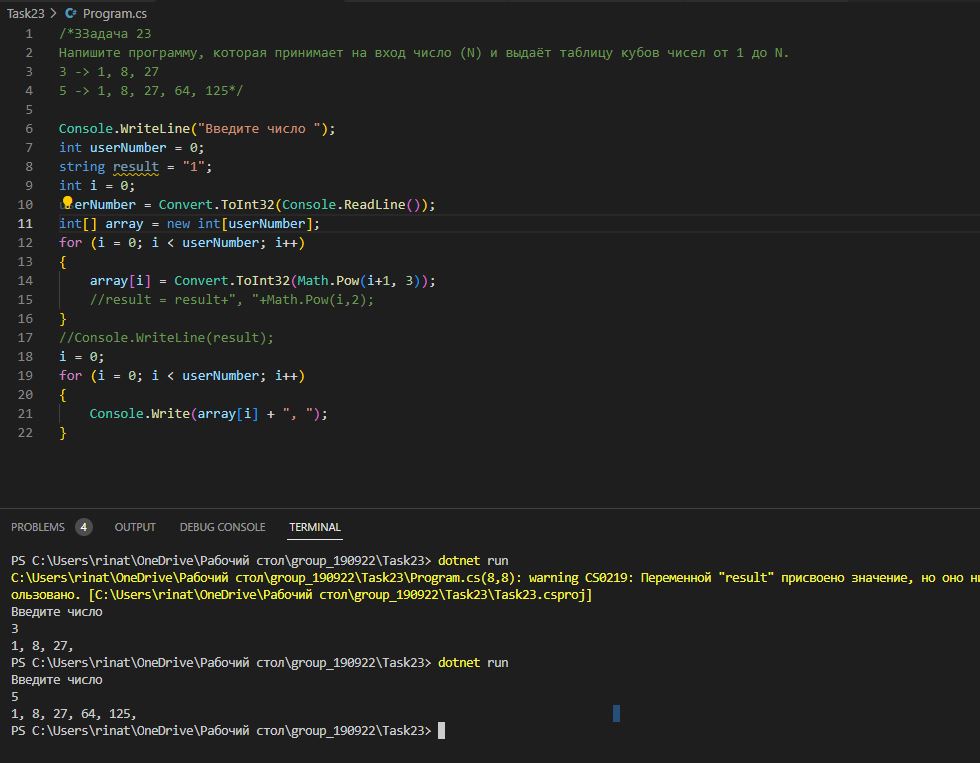 Task23 > C# Program.cs
1 /*ЗЗадача 23
2 Напишите программу, которая принимает на вход число (N) и выдаёт таблицу кубов чисел от 1 до N.
3 3 -> 1, 8, 27
4 5 -> 1, 8, 27, 64, 125*/
5
6 Console.WriteLine("Введите число ");
7 int userNumber = 0;
8 string result = "1";
9 int i = 0;
10 erNumber = Convert.ToInt32(Console.ReadLine());
11 int[] array = new int[userNumber];
12 for (i = 0; i < userNumber; i++)
13 {
14 array[i] = Convert.ToInt32(Math.Pow(i+1, 3));
15 //result = result+", "+Math.Pow(i,2);
16 }
17 //Console.WriteLine(result);
18 i = 0;
19 for (i = 0; i < userNumber; i++)
20 {
21 Console.Write(array[i] + ", ");
22 }
PROBLEMS 4 OUTPUT DEBUG CONSOLE TERMINAL
PS C:\Users\rinat\OneDrive\Рабочий стол\group_190922\Task23> dotnet run
C:\Users\rinat\OneDrive\Рабочий стол\group_190922\Task23\Program.cs(8,8): warning CS0219: Переменной "result" присвоено значение, но оно ни
ользовано. [C:\Users\rinat\OneDrive\Рабочий стол\group_190922\Task23\Task23.csproj]
Введите число
3
1, 8, 27,
PS C:\Users\rinat\OneDrive\Рабочий стол\group_190922\Task23> dotnet run
Введите число
5
1, 8, 27, 64, 125,
PS C:\Users\rinat\OneDrive\Рабочий стол\group_190922\Task23>